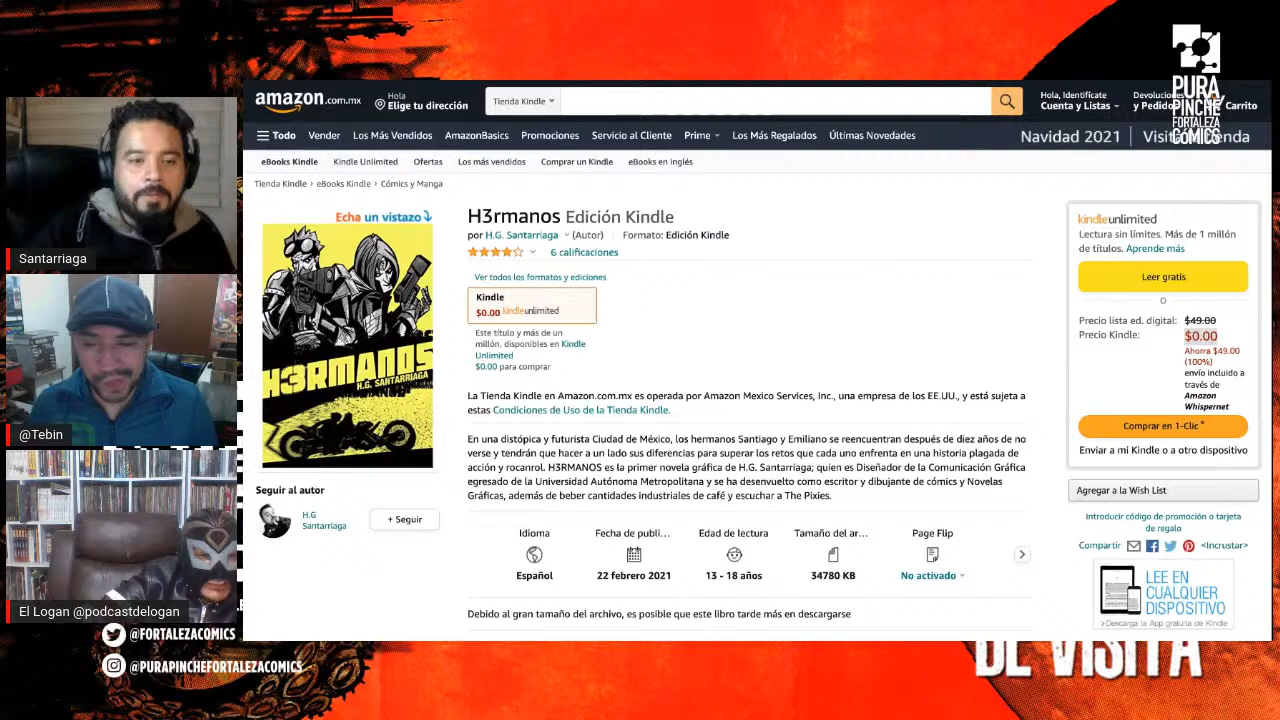 PURA
PINCHE
FORTALEZA
CÓMICS
Santarriaga
@Tebin
El Logan @podcastdelogan
@FORTALEZACOMICS
@PURAPINCHEFORTALEZACOMICS
DE VISITA
amazon.com.mx
Hola
Elige tu dirección
Tienda Kindle
Hola, Identifícate
Cuenta y Listas
Devoluciones
y Pedidos
Carrito
Todo Vender Los Más Vendidos AmazonBasics Promociones Servicio al Cliente Prime Los Más Regalados Últimas Novedades
Navidad 2021 | Visita la tienda
eBooks Kindle Kindle Unlimited Ofertas Los más vendidos Comprar un Kindle eBooks en Inglés
Tienda Kindle › eBooks Kindle › Cómics y Manga
Echa un vistazo
H3RMANOS
H.G. SANTARRIAGA
Seguir al autor
H.G
Santarriaga
+ Seguir
H3rmanos Edición Kindle
por H.G. Santarriaga (Autor) Formato: Edición Kindle
6 calificaciones
Ver todos los formatos y ediciones
Kindle
$0.00 kindleunlimited
Este título y más de un
millón, disponibles en Kindle
Unlimited
$0.00 para comprar
La Tienda Kindle en Amazon.com.mx es operada por Amazon Mexico Services, Inc., una empresa de los EE.UU., y está sujeta a
estas Condiciones de Uso de la Tienda Kindle.
En una distópica y futurista Ciudad de México, los hermanos Santiago y Emiliano se reencuentran después de diez años de no
verse y tendrán que hacer a un lado sus diferencias para superar los retos que cada uno enfrenta en una historia plagada de
acción y rocanrol. H3RMANOS es la primer novela gráfica de H.G. Santarriaga; quien es Diseñador de la Comunicación Gráfica
egresado de la Universidad Autónoma Metropolitana y se ha desenvuelto como escritor y dibujante de cómics y Novelas
Gráficas, además de beber cantidades industriales de café y escuchar a The Pixies.
Idioma
Español
Fecha de publi...
22 febrero 2021
Edad de lectura
13 - 18 años
Tamaño del ar...
34780 KB
Page Flip
No activado
Debido al gran tamaño del archivo, es posible que este libro tarde más en descargarse
kindleunlimited
Lectura sin límites. Más de 1 millón
de títulos. Aprende más
Leer gratis
O
Precio lista ed. digital: $49.00
Precio Kindle: $0.00
Ahorra $49.00
(100%)
envío incluido a
través de
Amazon
Whispernet
Comprar en 1-Clic®
Enviar a mi Kindle o a otro dispositivo
Agregar a la Wish List
Introducir código de promoción o tarjeta
de regalo
Compartir <Incrustar>
LEE EN
CUALQUIER
DISPOSITIVO
›Descarga la App gratuita de Kindle